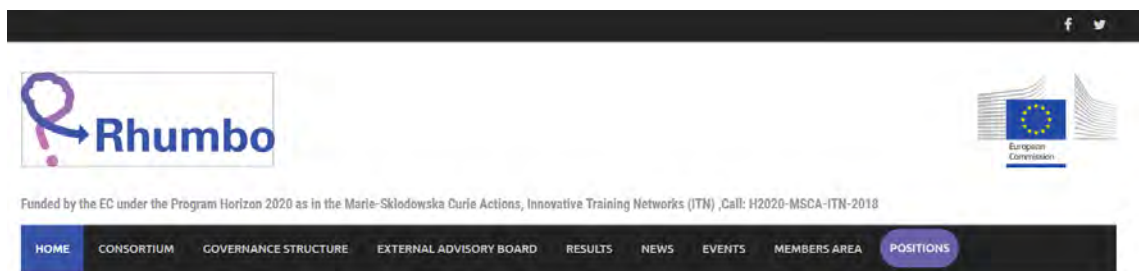 Rhumbo
European
Commission
Funded by the EC under the Program Horizon 2020 as in the Marie-Sklodowska Curie Actions, Innovative Training Networks (ITN) ,Call: H2020-MSCA-ITN-2018
HOME CONSORTIUM GOVERNANCE STRUCTURE EXTERNAL ADVISORY BOARD RESULTS NEWS EVENTS MEMBERS AREA POSITIONS